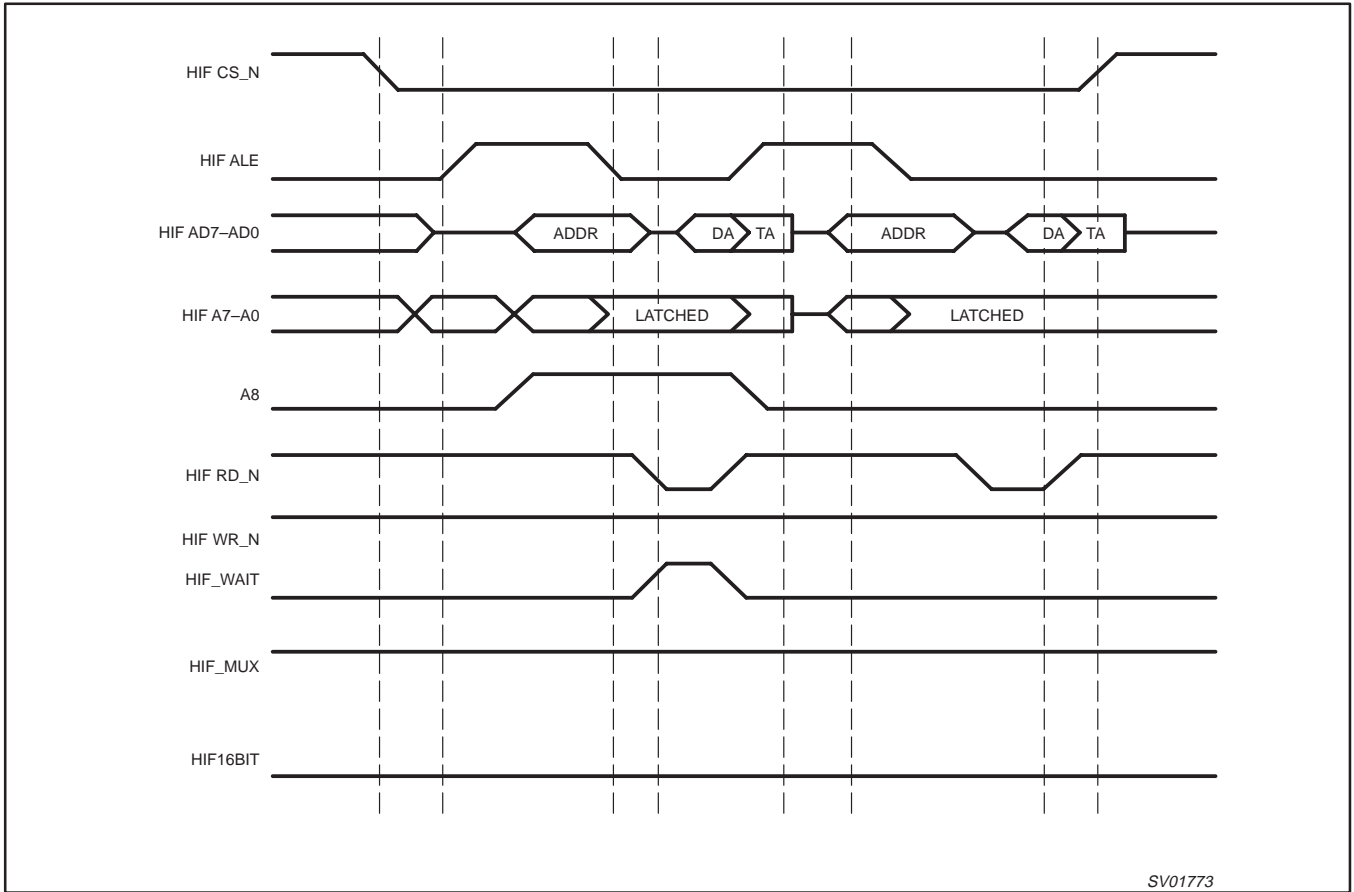 HIF CS_N
HIF ALE
HIF AD7–AD0 ADDR DA TA ADDR DA TA
HIF A7–A0 LATCHED LATCHED
A8
HIF RD_N
HIF WR_N
HIF_WAIT
HIF_MUX
HIF16BIT
SV01773